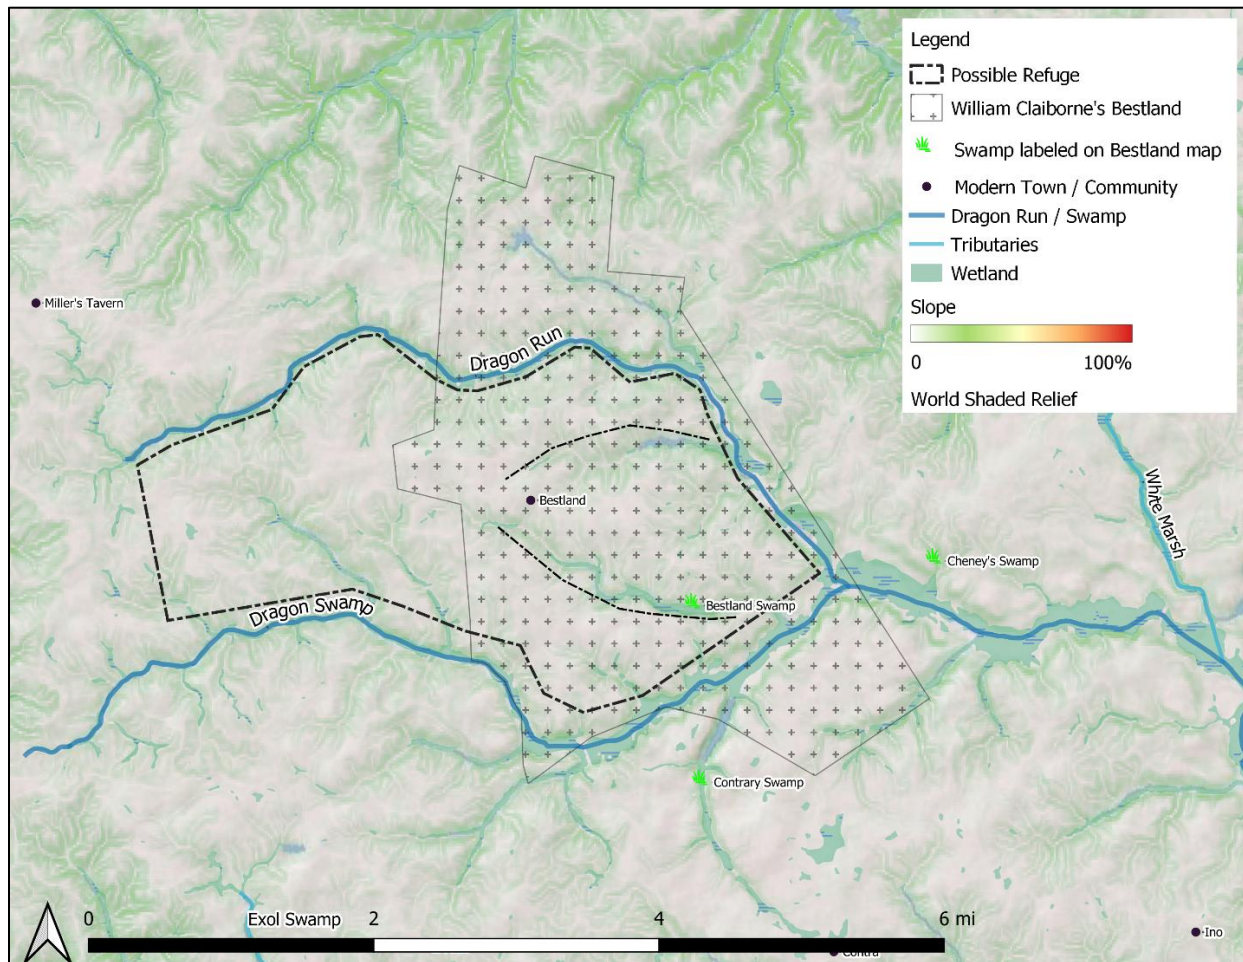 Legend
Possible Refuge
William Claiborne's Bestland
Swamp labeled on Bestland map
Modern Town / Community
Dragon Run / Swamp
Tributaries
Wetland
Slope
0 100%
World Shaded Relief
Miller's Tavern
Dragon Run
Bestland
White Marsh
Cheney's Swamp
Bestland Swamp
Dragon Swamp
Contrary Swamp
Exol Swamp
0 2 4 6 mi
Ino